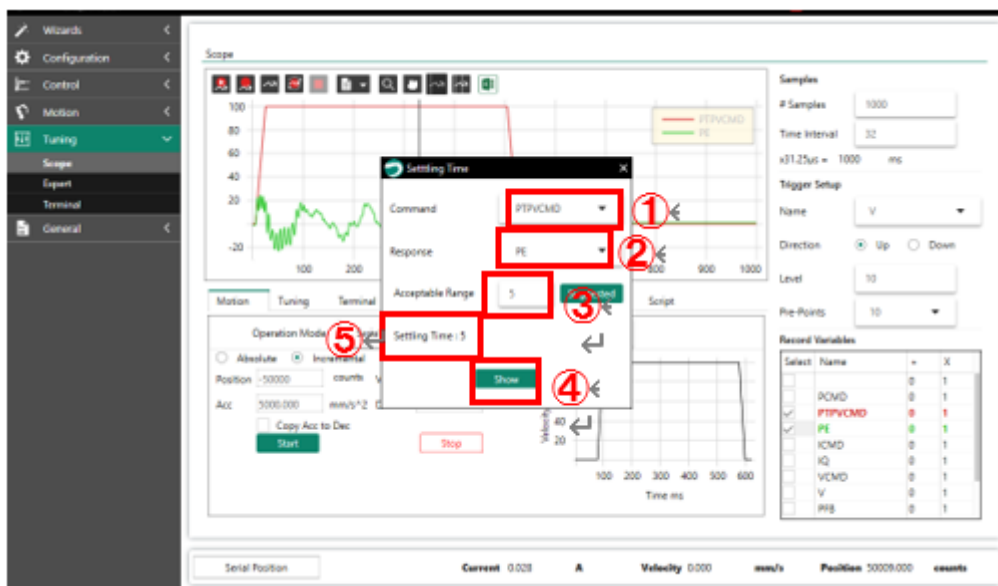 Wizards
Configuration
Control
Motion
Tuning
Scope
Expert
Terminal
General
Scope
100
80
60
40
20
-20
100 200 800 900 1000
PTPVCMD
PE
Settling Time
Command PTPVCMD ①
Response PE ②
Acceptable Range 5 ③
⑤ Settling Time : 5
Show ④
Motion Tuning Terminal Script
Operation Mode
Absolute Incremental
Position -50000 counts
Acc 5000.000 mm/s^2
Copy Acc to Dec
Start Stop
Velocity
40
20
100 200 300 400 500 600
Time ms
Samples
# Samples 1000
Time Interval 32
x31.25µs = 1000 ms
Trigger Setup
Name V
Direction Up Down
Level 10
Pre-Points 10
Record Variables
Select Name + X
0 1
PCMD 0 1
PTPVCMD 0 1
PE 0 1
ICMD 0 1
IQ 0 1
VCMD 0 1
V 0 1
PFB 0 1
Serial Position Current 0.028 A Velocity 0.000 mm/s Position 50009.000 counts